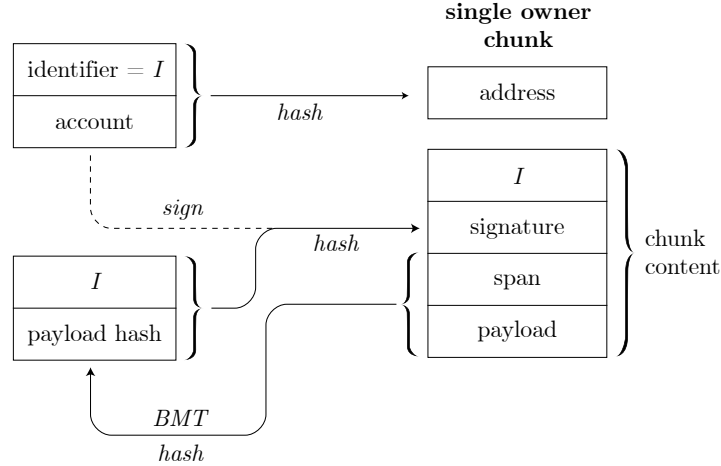 single owner
chunk
identifier = I
account
hash
address
sign
hash
I
signature
span
payload
chunk
content
I
payload hash
BMT
hash